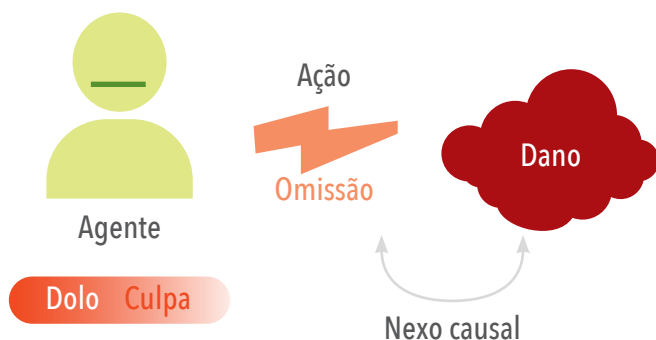 Ação
Dano
Omissão
Agente
Dolo Culpa
Nexo causal